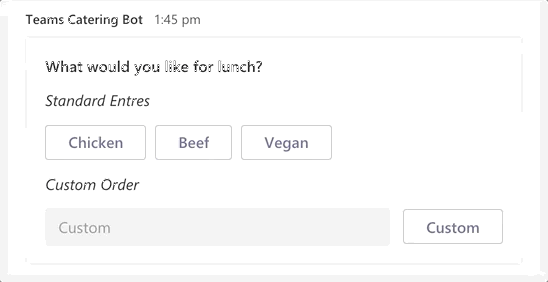 Teams Catering Bot 1:45 pm
What would you like for lunch?
Standard Entres
Chicken Beef Vegan
Custom Order
Custom Custom